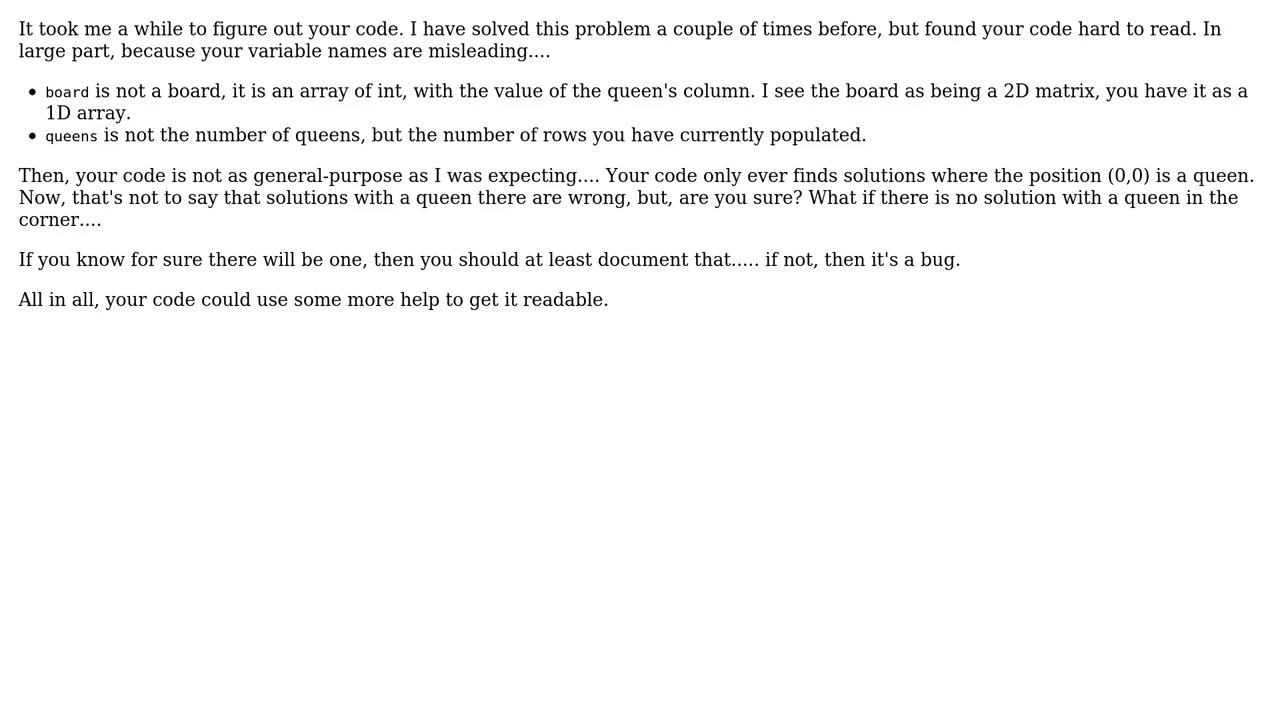 It took me a while to figure out your code. I have solved this problem a couple of times before, but found your code hard to read. In
large part, because your variable names are misleading....
• board is not a board, it is an array of int, with the value of the queen's column. I see the board as being a 2D matrix, you have it as a
1D array.
• queens is not the number of queens, but the number of rows you have currently populated.
Then, your code is not as general-purpose as I was expecting.... Your code only ever finds solutions where the position (0,0) is a queen.
Now, that's not to say that solutions with a queen there are wrong, but, are you sure? What if there is no solution with a queen in the
corner....
If you know for sure there will be one, then you should at least document that..... if not, then it's a bug.
All in all, your code could use some more help to get it readable.